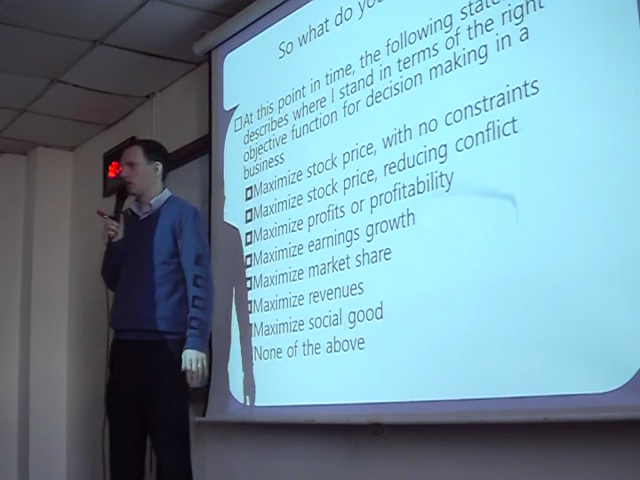 So what do you
At this point in time, the following state
describes where I stand in terms of the right
objective function for decision making in a
business
Maximize stock price, with no constraints
Maximize stock price, reducing conflict
Maximize profits or profitability
Maximize earnings growth
Maximize market share
Maximize revenues
Maximize social good
None of the above